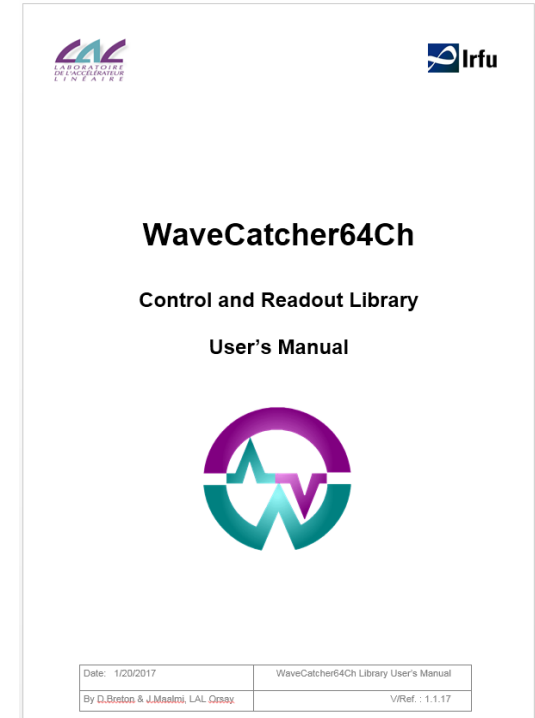 LAL
LABORATOIRE
DE L'ACCÉLÉRATEUR
LINÉAIRE
Irfu
WaveCatcher64Ch
Control and Readout Library
User's Manual
Date: 1/20/2017
WaveCatcher64Ch Library User's Manual
By D.Breton & J.Maalmi, LAL Orsay
V/Ref. : 1.1.17